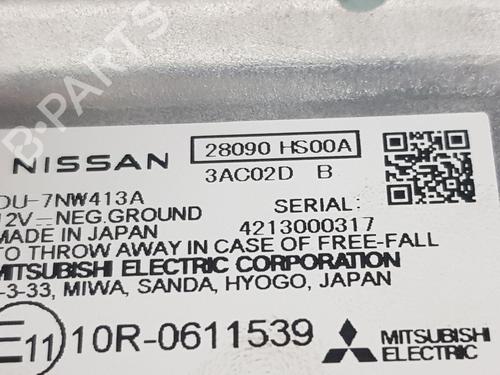 B-PARTS
NISSAN
28090 HS00A
3AC02D B
DU-7NW413A
12V NEG.GROUND
SERIAL:
MADE IN JAPAN
4213000317
TO THROW AWAY IN CASE OF FREE-FALL
MITSUBISHI ELECTRIC CORPORATION
-3-33, MIWA, SANDA, HYOGO, JAPAN
E11
10R-0611539
MITSUBISHI
ELECTRIC